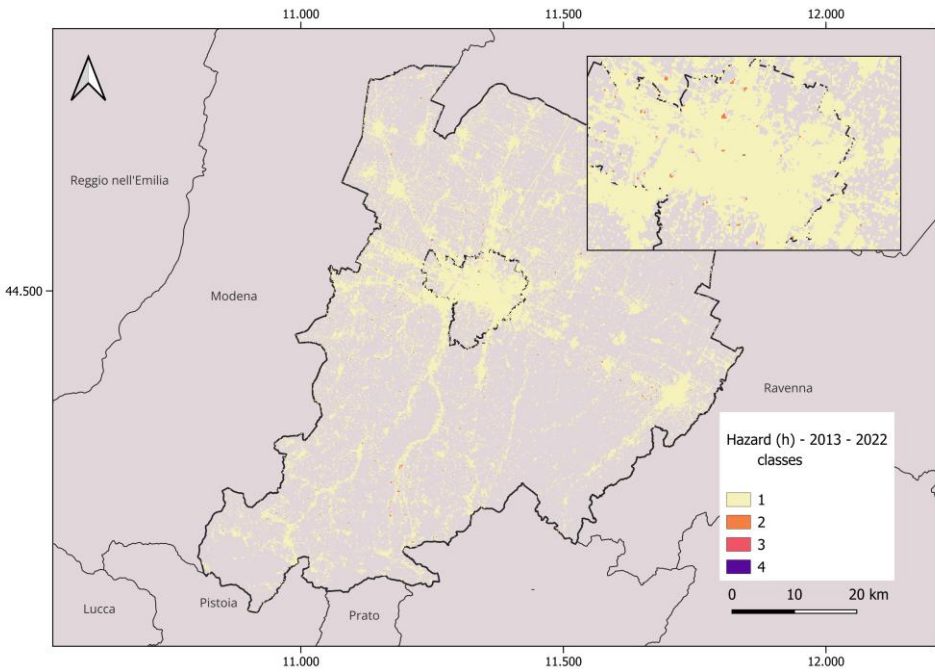 11.000 11.500 12.000
Reggio nell'Emilia
44.500
Modena
Ravenna
Hazard (h) - 2013 - 2022
classes
1
2
3
4
0 10 20 km
Lucca
Pistoia
Prato
11.000 11.500 12.000